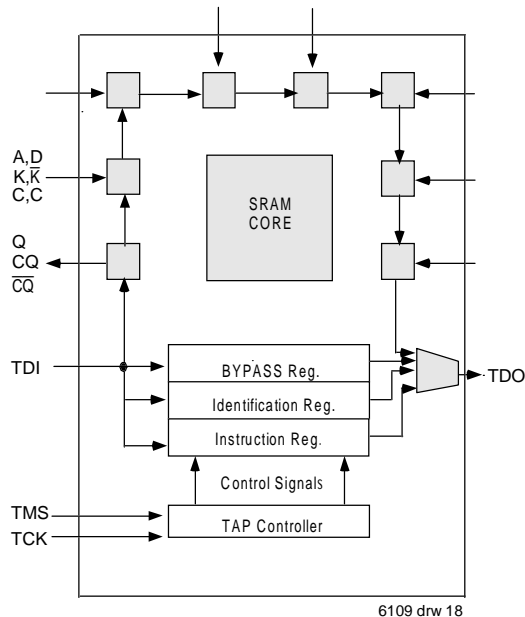 A,D
K,K̅
C,C
SRAM
CORE
Q
CQ
C̅Q̅
TDI
BYPASS Reg.
TDO
Identification Reg.
Instruction Reg.
Control Signals
TMS
TAP Controller
TCK
6109 drw 18